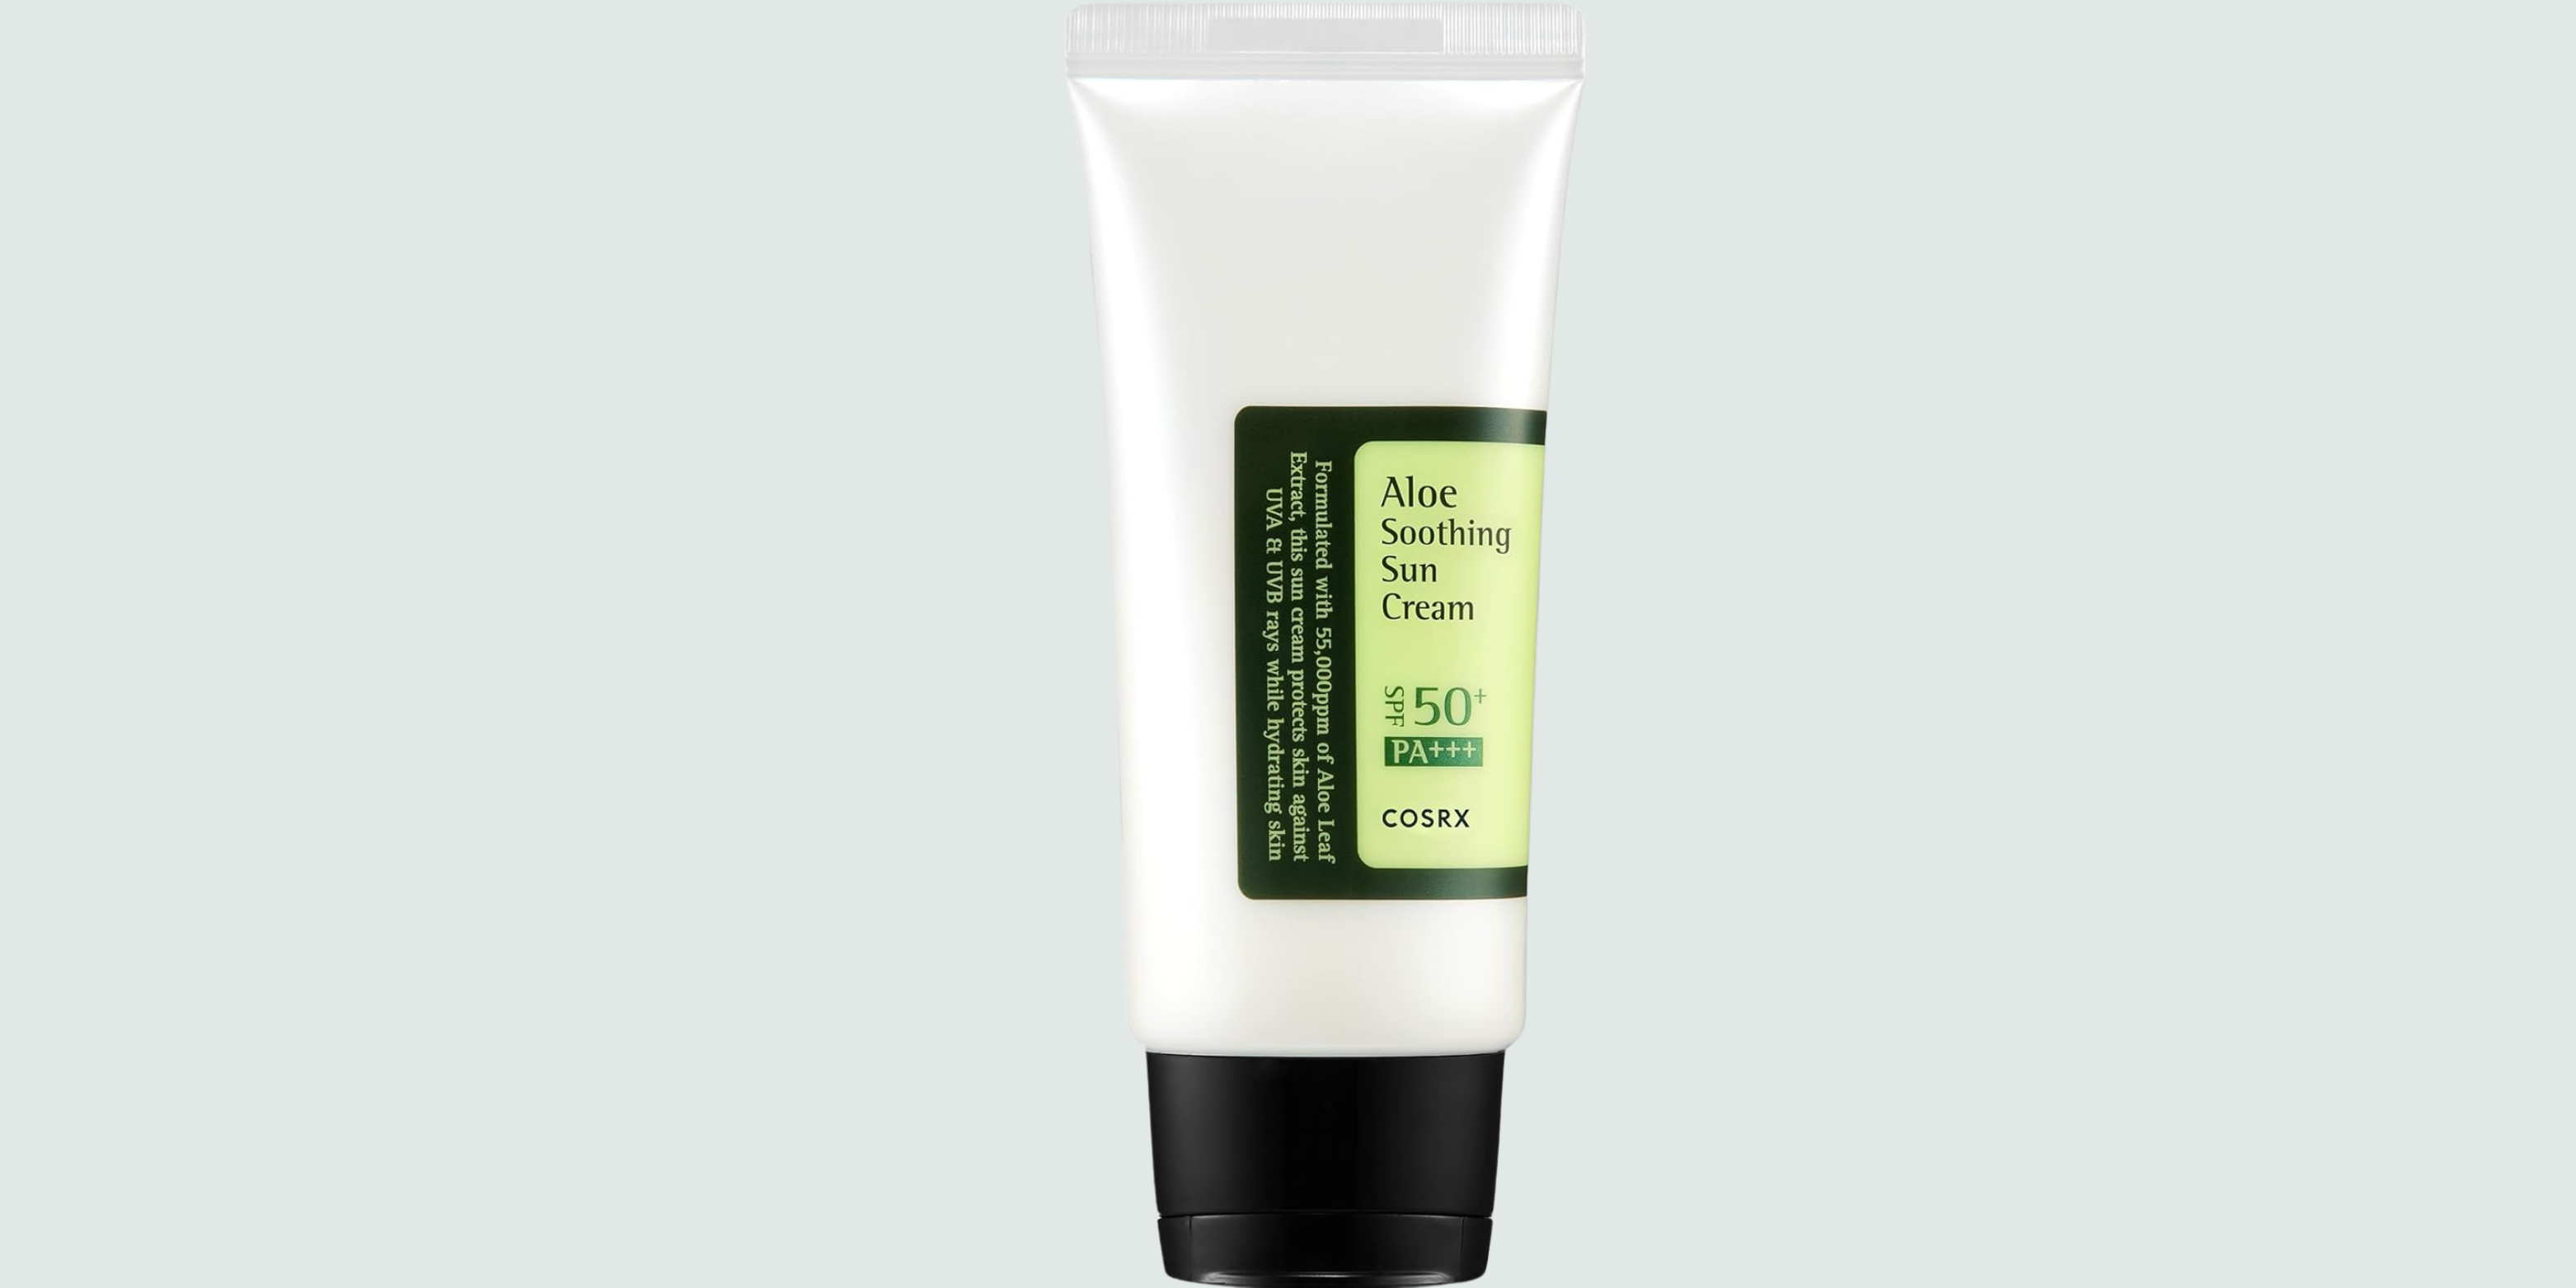 Formulated with 55,000ppm of Aloe Leaf
Extract, this sun cream protects skin against
UVA & UVB rays while hydrating skin
Aloe
Soothing
Sun
Cream
SPF 50+
PA+++
COSRX